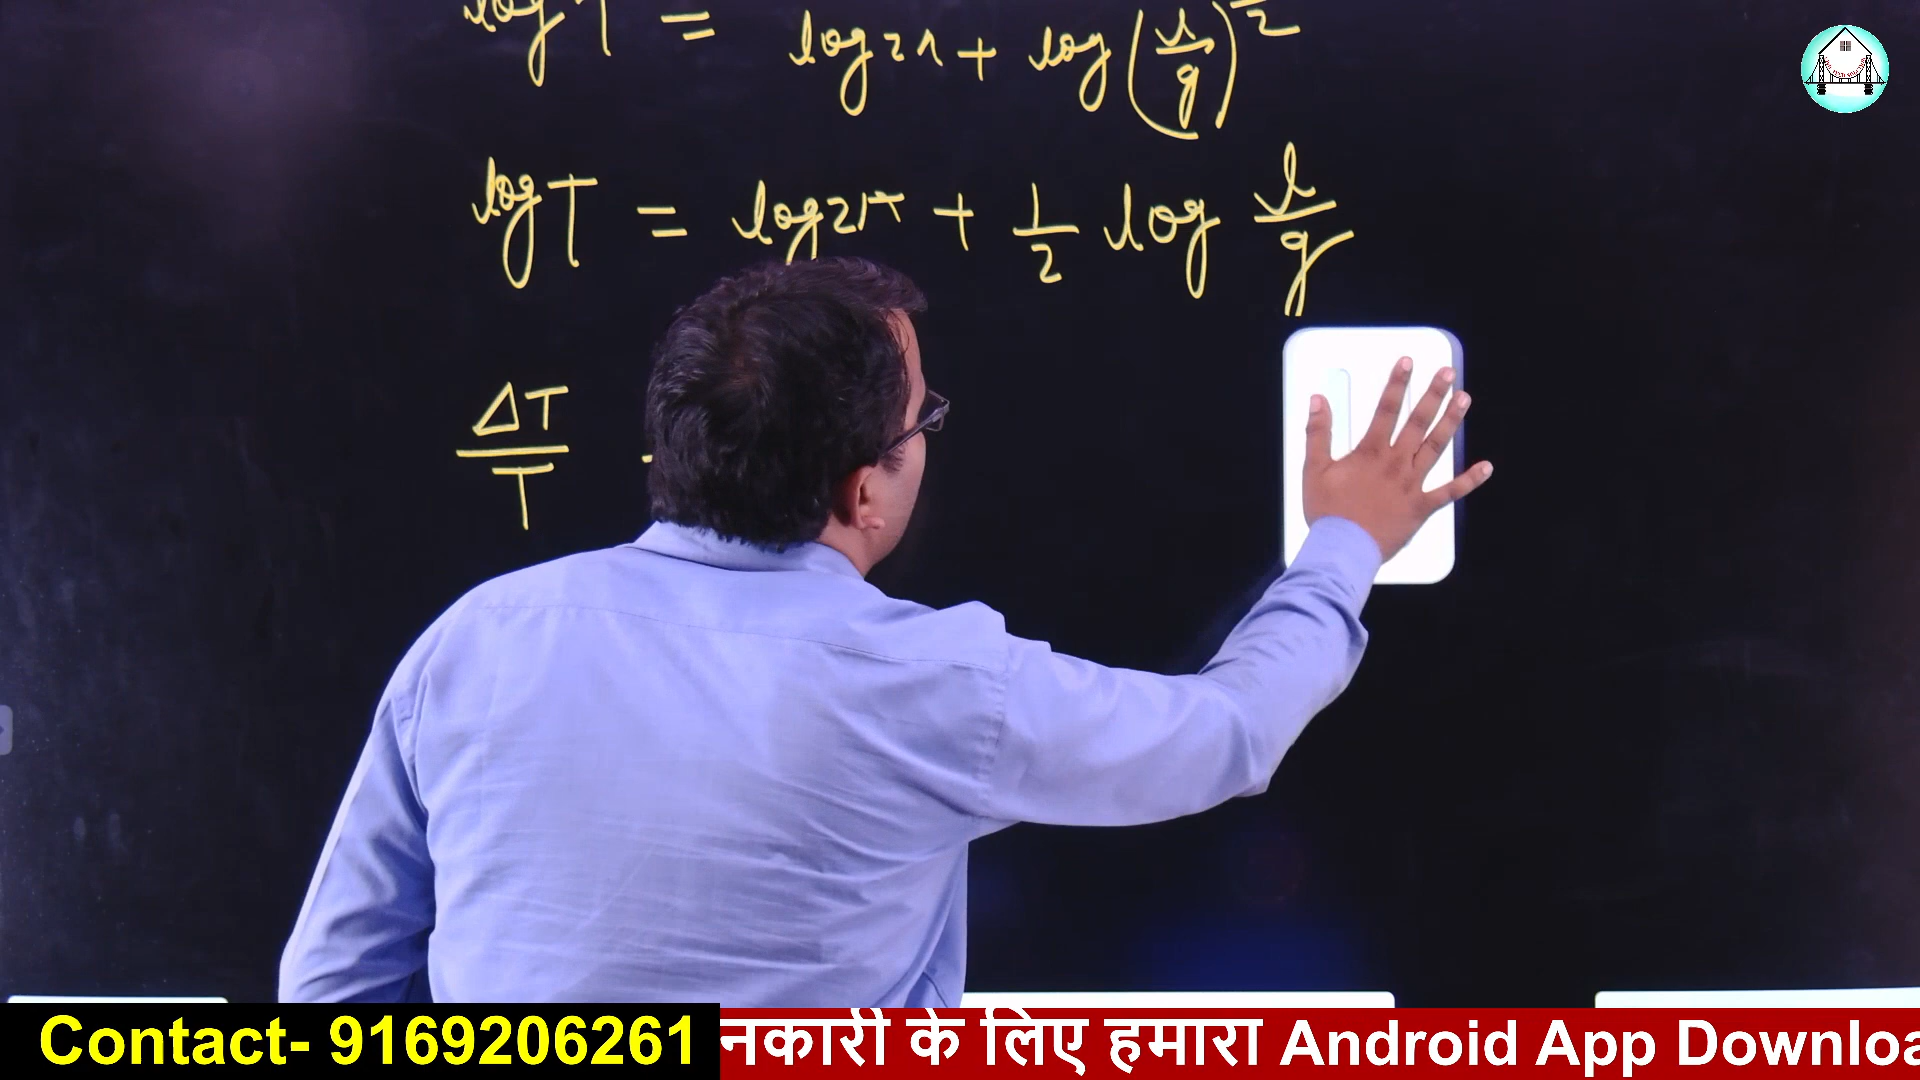 log T = log 2π + log (l/g)^1/2
log T = log 2π + 1/2 log l/g
ΔT/T
Contact- 9169206261
नकारी के लिए हमारा Android App Downloa